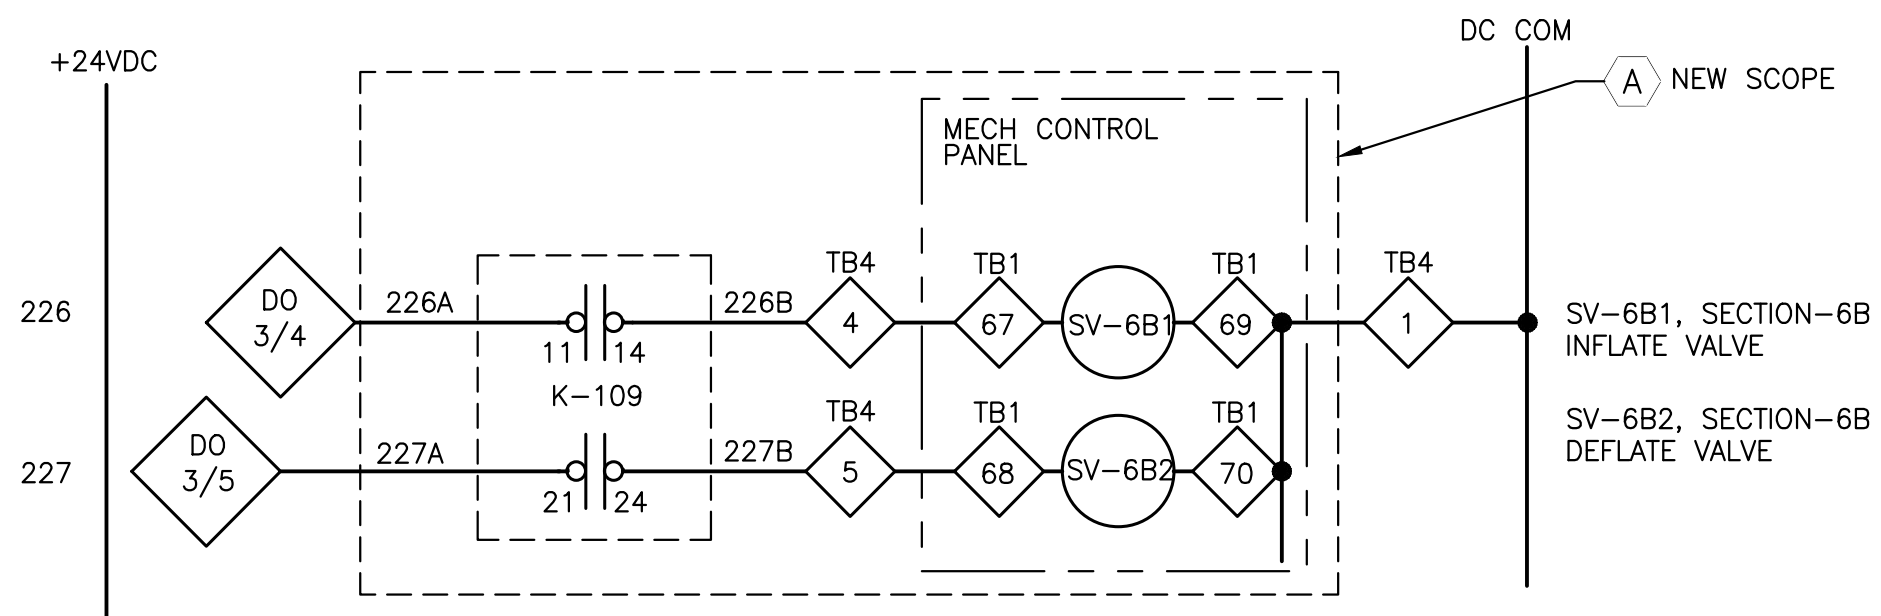 DC COM
+24VDC
A NEW SCOPE
MECH CONTROL
PANEL
TB4 TB1 TB1 TB4
226 DO 3/4 226A 226B 4 67 SV-6B1 69 1
11 14
SV-6B1, SECTION-6B
INFLATE VALVE
K-109
TB4 TB1 TB1
227 DO 3/5 227A 227B 5 68 SV-6B2 70
21 24
SV-6B2, SECTION-6B
DEFLATE VALVE